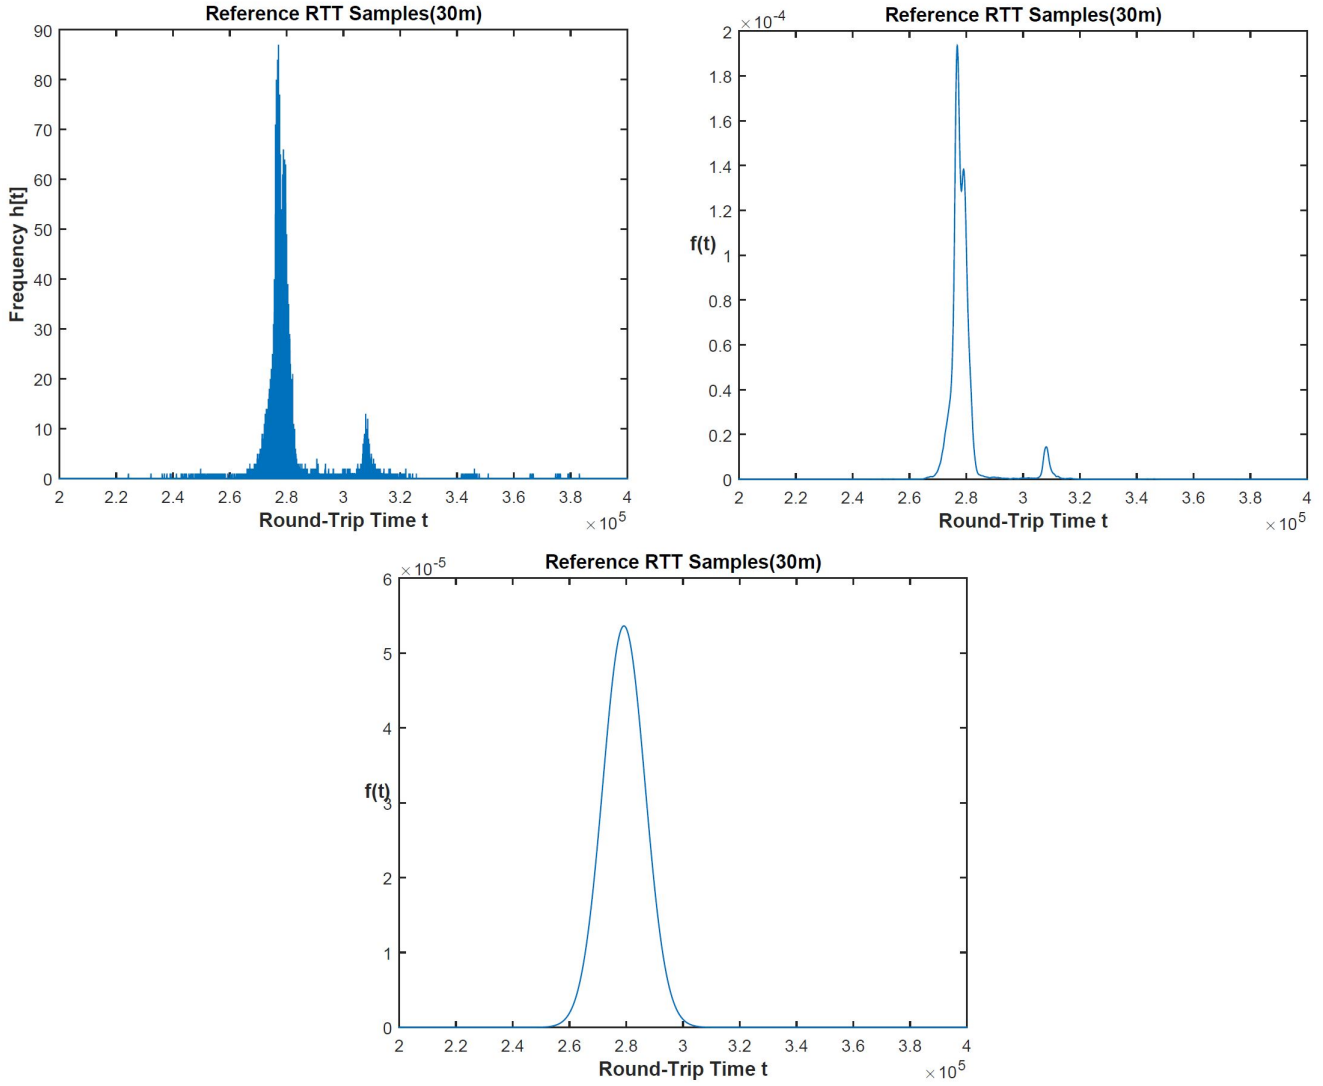 Reference RTT Samples(30m)
90
80
70
60
50
40
30
20
10
0
Frequency h[t]
2 2.2 2.4 2.6 2.8 3 3.2 3.4 3.6 3.8 4
Round-Trip Time t
×10^5
Reference RTT Samples(30m)
×10^-4
2
1.8
1.6
1.4
1.2
1
0.8
0.6
0.4
0.2
0
f(t)
2 2.2 2.4 2.6 2.8 3 3.2 3.4 3.6 3.8 4
Round-Trip Time t
×10^5
Reference RTT Samples(30m)
×10^-5
6
5
4
3
2
1
0
f(t)
2 2.2 2.4 2.6 2.8 3 3.2 3.4 3.6 3.8 4
Round-Trip Time t
×10^5